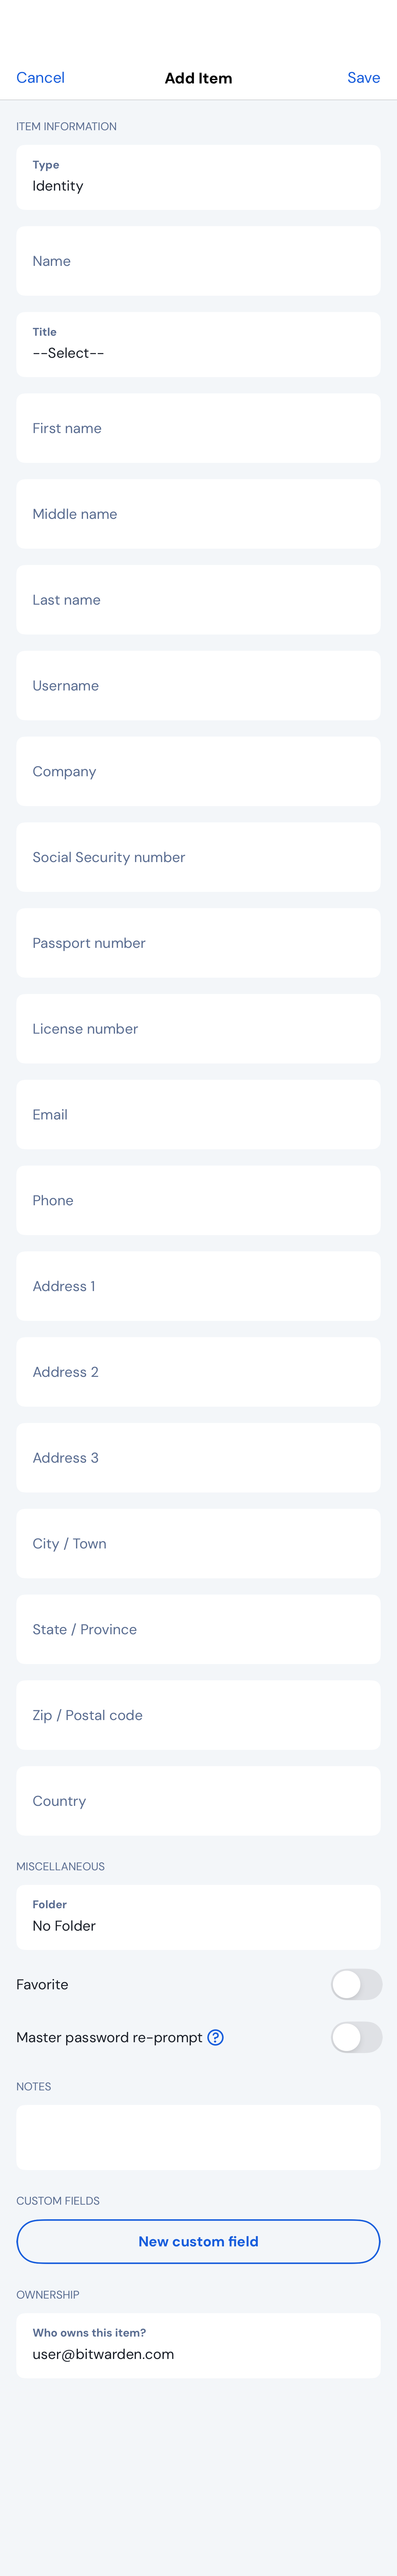 Cancel
Add Item
Save
ITEM INFORMATION
Type
Identity
Name
Title
--Select--
First name
Middle name
Last name
Username
Company
Social Security number
Passport number
License number
Email
Phone
Address 1
Address 2
Address 3
City / Town
State / Province
Zip / Postal code
Country
MISCELLANEOUS
Folder
No Folder
Favorite
Master password re-prompt
NOTES
CUSTOM FIELDS
New custom field
OWNERSHIP
Who owns this item?
user@bitwarden.com